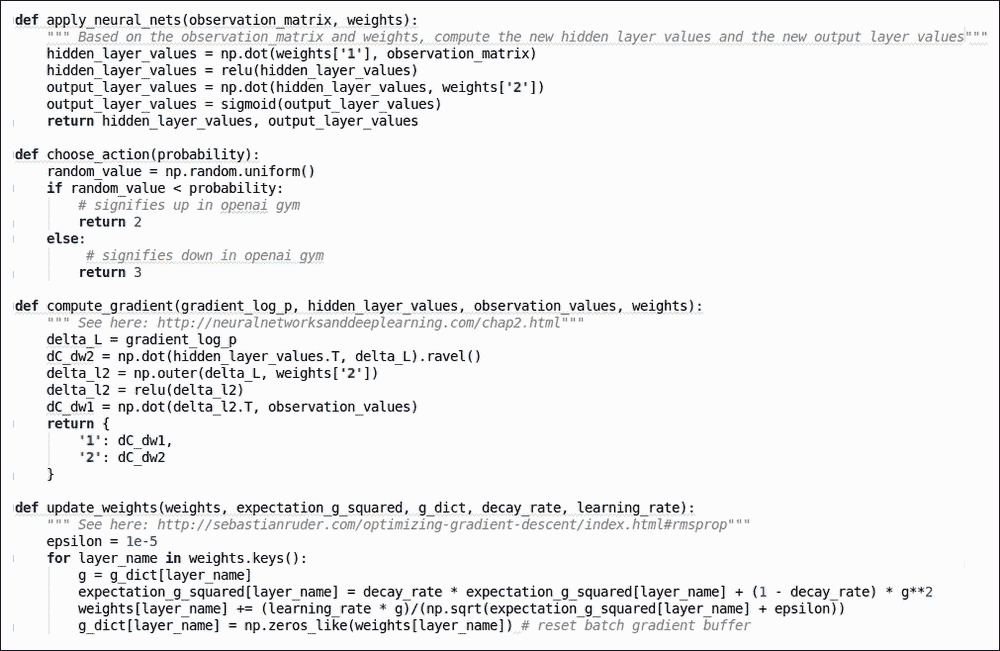 def apply_neural_nets(observation_matrix, weights):
    """ Based on the observation_matrix and weights, compute the new hidden layer values and the new output layer values"""
    hidden_layer_values = np.dot(weights['1'], observation_matrix)
    hidden_layer_values = relu(hidden_layer_values)
    output_layer_values = np.dot(hidden_layer_values, weights['2'])
    output_layer_values = sigmoid(output_layer_values)
    return hidden_layer_values, output_layer_values

def choose_action(probability):
    random_value = np.random.uniform()
    if random_value < probability:
        # signifies up in openai gym
        return 2
    else:
         # signifies down in openai gym
        return 3

def compute_gradient(gradient_log_p, hidden_layer_values, observation_values, weights):
    """ See here: http://neuralnetworksanddeeplearning.com/chap2.html"""
    delta_L = gradient_log_p
    dC_dw2 = np.dot(hidden_layer_values.T, delta_L).ravel()
    delta_l2 = np.outer(delta_L, weights['2'])
    delta_l2 = relu(delta_l2)
    dC_dw1 = np.dot(delta_l2.T, observation_values)
    return {
        '1': dC_dw1,
        '2': dC_dw2
    }

def update_weights(weights, expectation_g_squared, g_dict, decay_rate, learning_rate):
    """ See here: http://sebastianruder.com/optimizing-gradient-descent/index.html#rmsprop"""
    epsilon = 1e-5
    for layer_name in weights.keys():
        g = g_dict[layer_name]
        expectation_g_squared[layer_name] = decay_rate * expectation_g_squared[layer_name] + (1 - decay_rate) * g**2
        weights[layer_name] += (learning_rate * g)/(np.sqrt(expectation_g_squared[layer_name] + epsilon))
        g_dict[layer_name] = np.zeros_like(weights[layer_name]) # reset batch gradient buffer